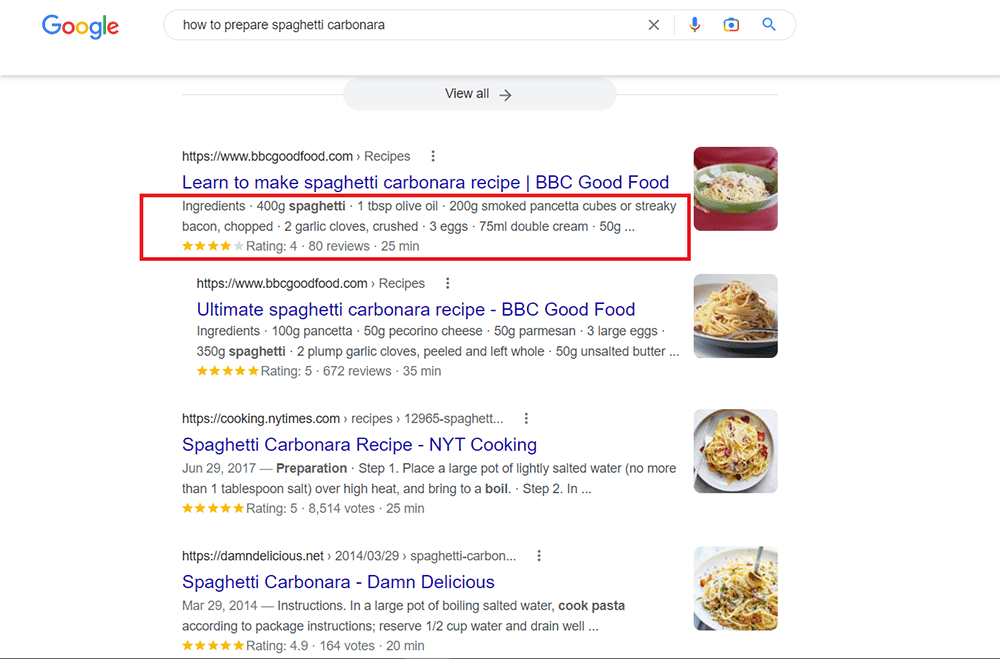 Google
how to prepare spaghetti carbonara
View all
https://www.bbcgoodfood.com › Recipes
Learn to make spaghetti carbonara recipe | BBC Good Food
Ingredients · 400g spaghetti · 1 tbsp olive oil · 200g smoked pancetta cubes or streaky
bacon, chopped · 2 garlic cloves, crushed · 3 eggs · 75ml double cream · 50g ...
Rating: 4 · 80 reviews · 25 min
https://www.bbcgoodfood.com › Recipes
Ultimate spaghetti carbonara recipe - BBC Good Food
Ingredients · 100g pancetta · 50g pecorino cheese · 50g parmesan · 3 large eggs ·
350g spaghetti · 2 plump garlic cloves, peeled and left whole · 50g unsalted butter ...
Rating: 5 · 672 reviews · 35 min
https://cooking.nytimes.com › recipes › 12965-spaghett...
Spaghetti Carbonara Recipe - NYT Cooking
Jun 29, 2017 — Preparation · Step 1. Place a large pot of lightly salted water (no more
than 1 tablespoon salt) over high heat, and bring to a boil. · Step 2. In ...
Rating: 5 · 8,514 votes · 25 min
https://damndelicious.net › 2014/03/29 › spaghetti-carbon...
Spaghetti Carbonara - Damn Delicious
Mar 29, 2014 — Instructions. In a large pot of boiling salted water, cook pasta
according to package instructions; reserve 1/2 cup water and drain well ...
Rating: 4.9 · 164 votes · 20 min